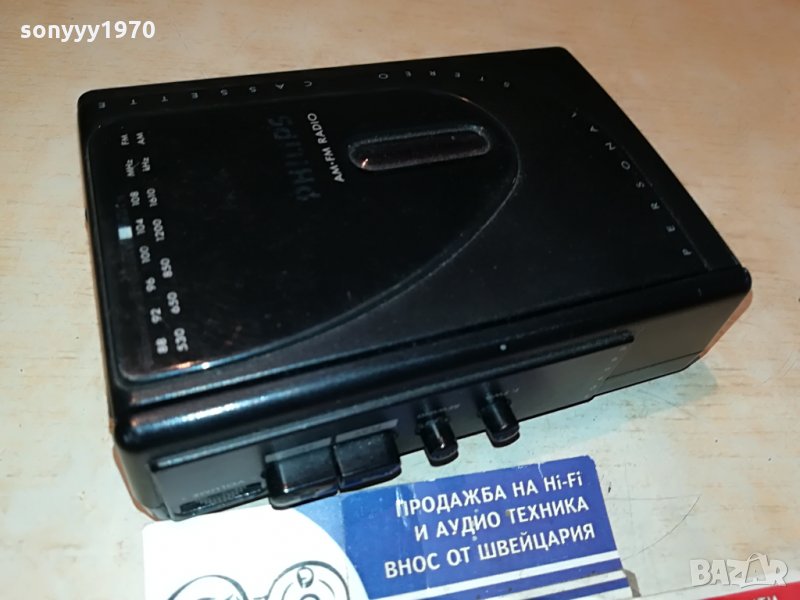 sonyyy1970
PERSONAL STEREO CASSETTE
PHILIPS
AM·FM RADIO
FM 88 92 96 100 104 108 MHz
AM 530 650 850 1200 1610 kHz
ПРОДАЖБА НА Hi-Fi
И АУДИО ТЕХНИКА
ВНОС ОТ ШВЕЙЦАРИЯ
BAZAR